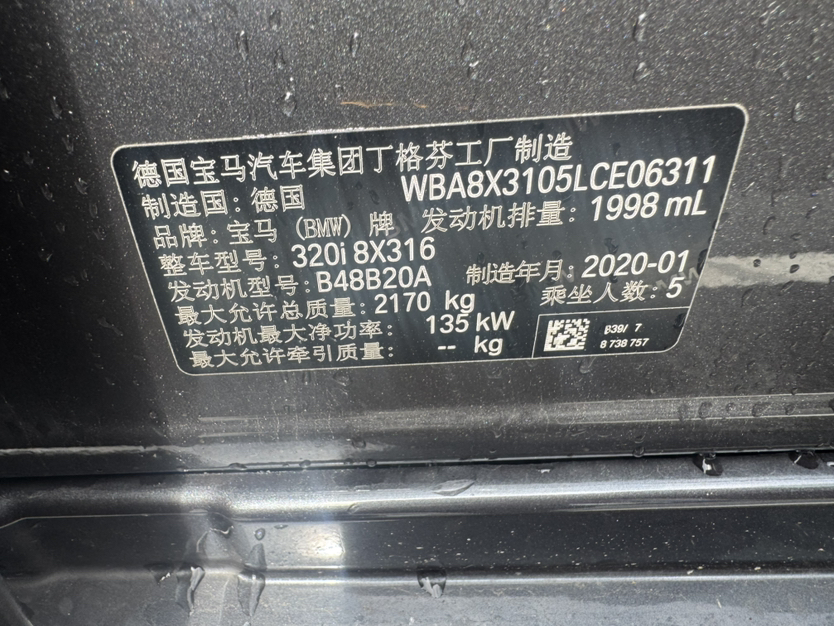 德国宝马汽车集团丁格芬工厂制造
制造国：德国 WBA8X3105LCE06311
品牌：宝马 (BMW) 牌 发动机排量：1998 mL
整车型号：320i 8X316
发动机型号：B48B20A 制造年月：2020-01
最大允许总质量：2170 kg 乘坐人数：5
发动机最大净功率：135 kW
最大允许牵引质量：-- kg
B39/ 7
8 738 757